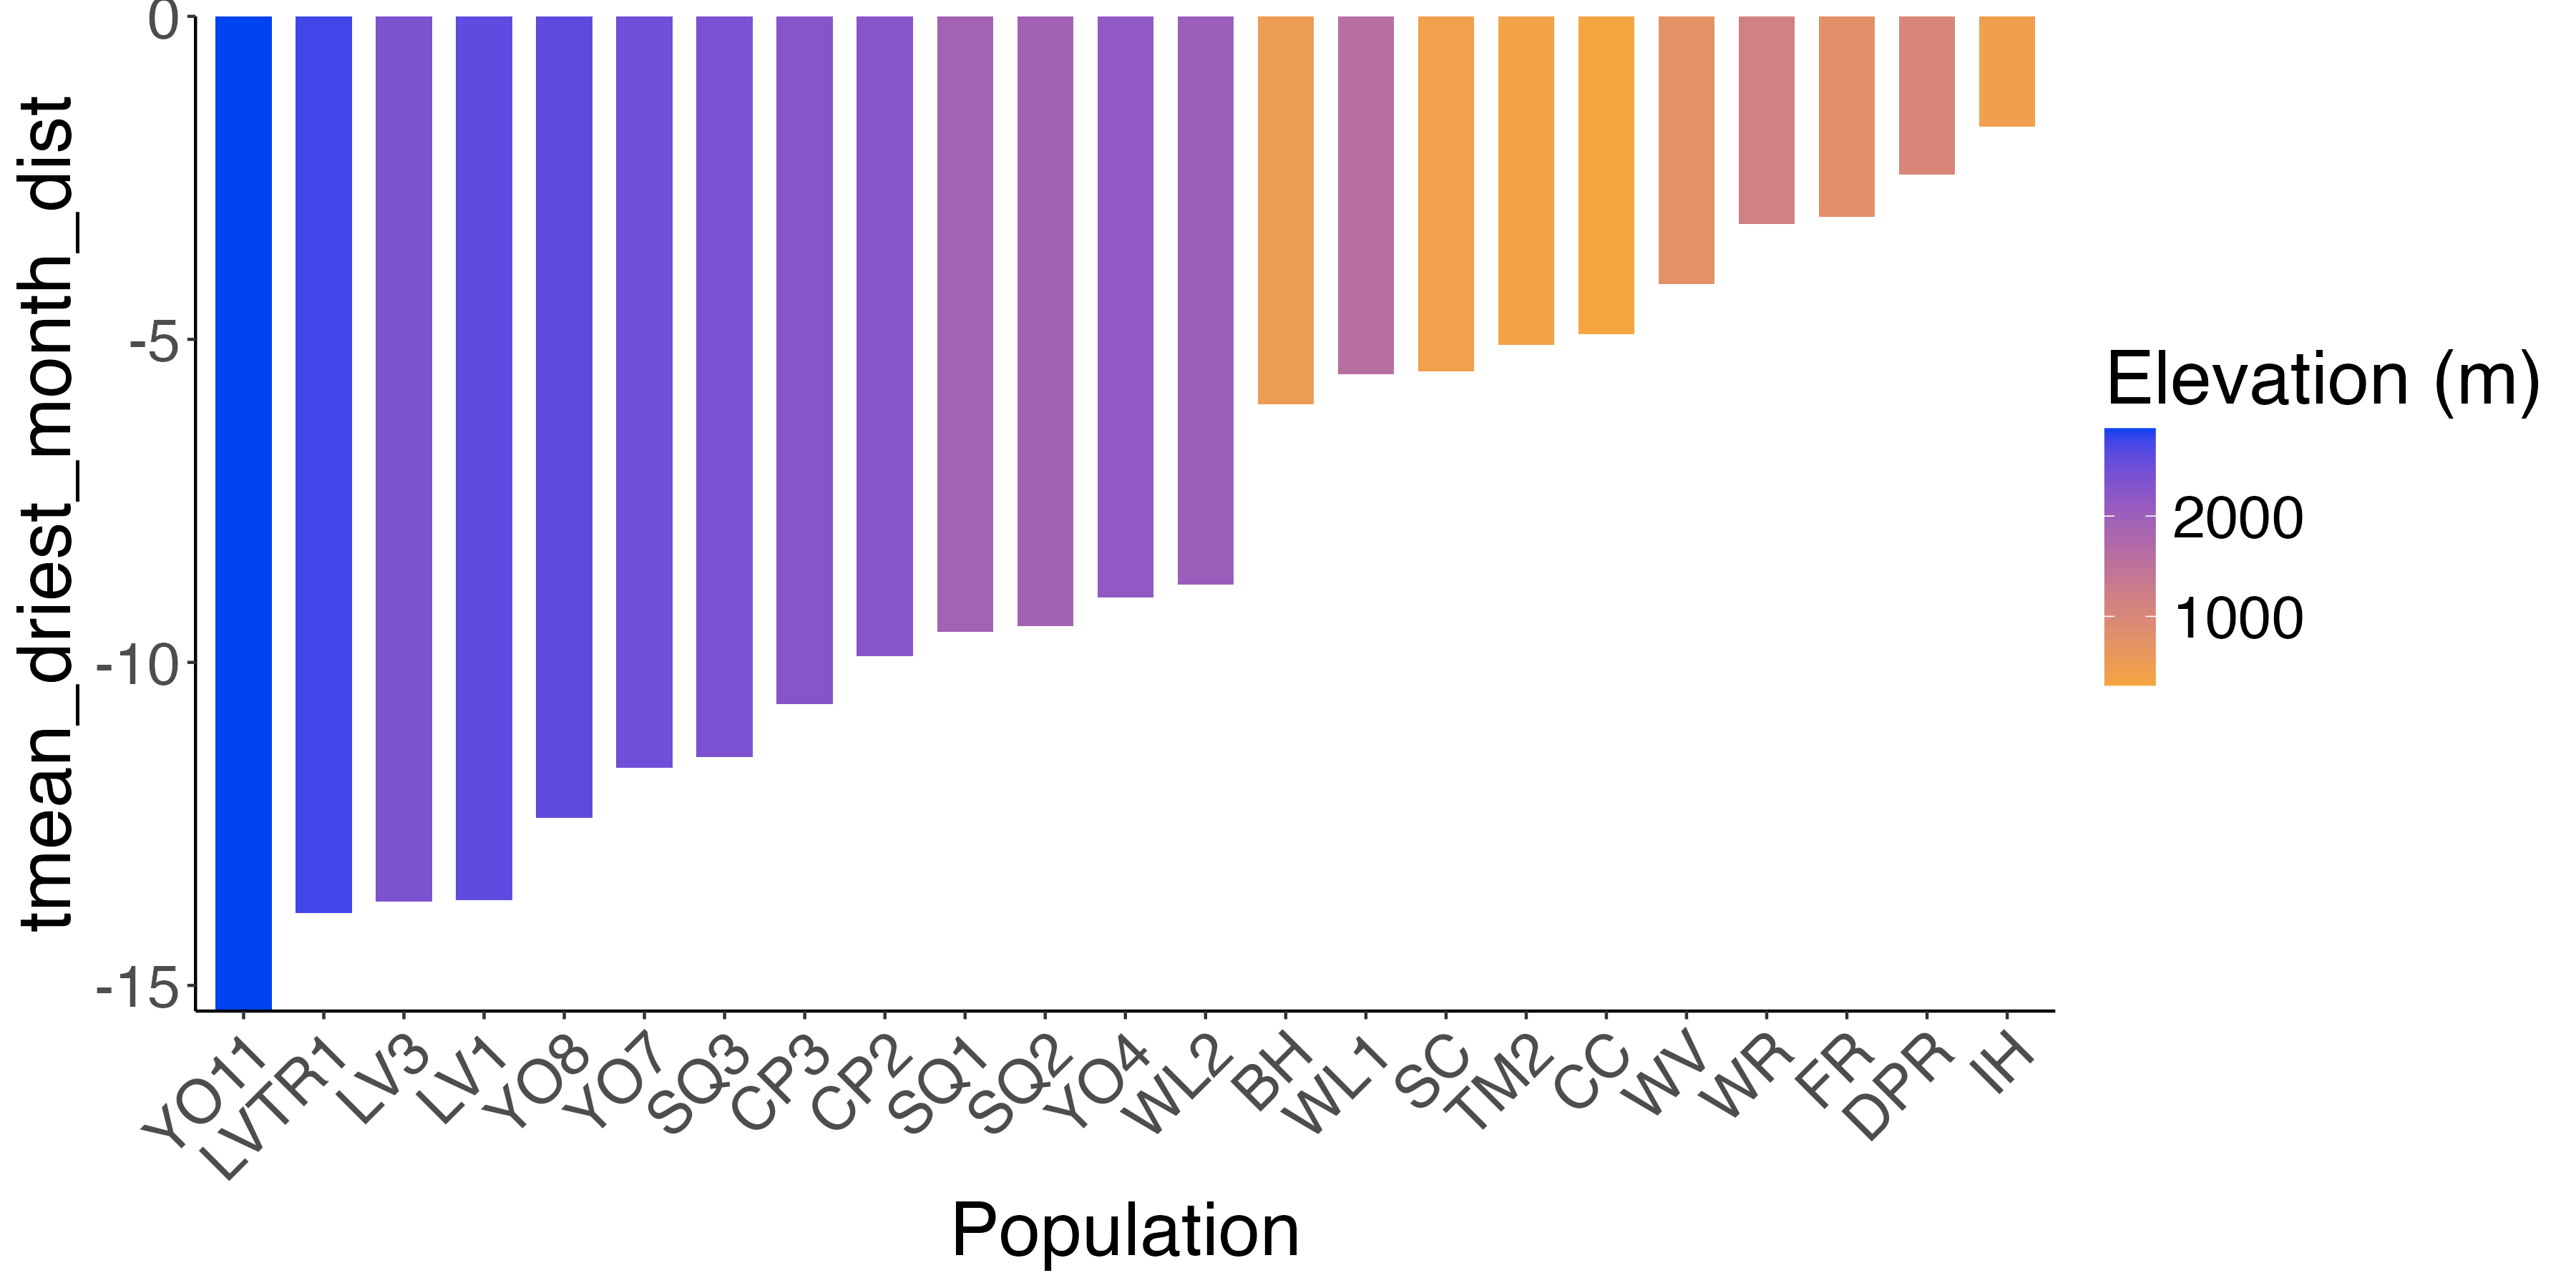 tmean_driest_month_dist
0
-5
-10
-15
YO11
LVTR1
LV3
LV1
YO8
YO7
SQ3
CP3
CP2
SQ1
SQ2
YO4
WL2
BH
WL1
SC
TM2
CC
WV
WR
FR
DPR
IH
Population
Elevation (m)
2000
1000